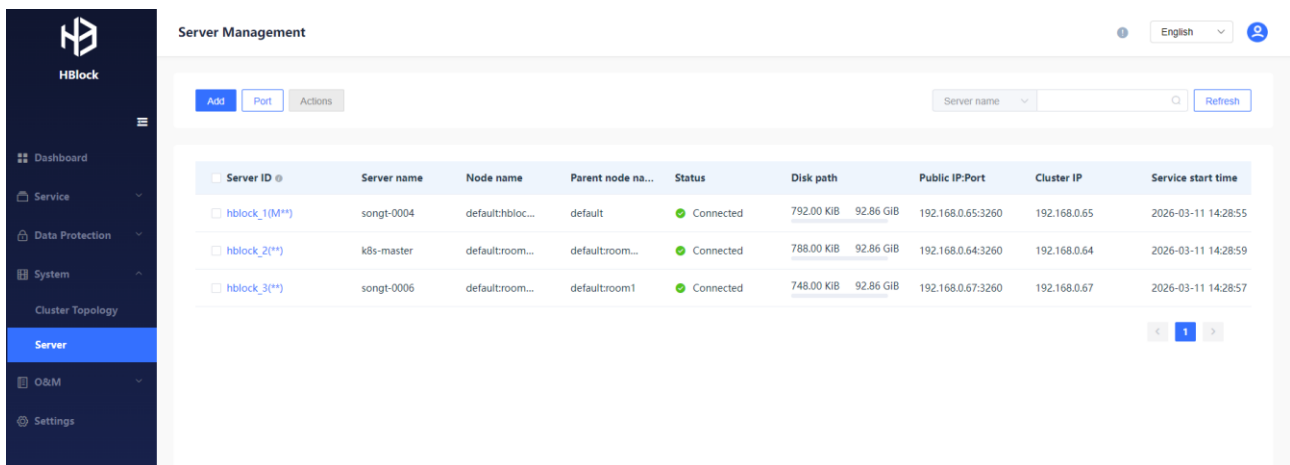 HBlock
Dashboard
Service
Data Protection
System
Cluster Topology
Server
O&M
Settings
Server Management
English
Add Port Actions Server name Refresh
Server ID Server name Node name Parent node na... Status Disk path Public IP:Port Cluster IP Service start time
hblock_1(M**) songt-0004 default:hbloc... default Connected 792.00 KiB 92.86 GiB 192.168.0.65:3260 192.168.0.65 2026-03-11 14:28:55
hblock_2(**) k8s-master default:room... default:room... Connected 788.00 KiB 92.86 GiB 192.168.0.64:3260 192.168.0.64 2026-03-11 14:28:59
hblock_3(**) songt-0006 default:room... default:room1 Connected 748.00 KiB 92.86 GiB 192.168.0.67:3260 192.168.0.67 2026-03-11 14:28:57
< 1 >